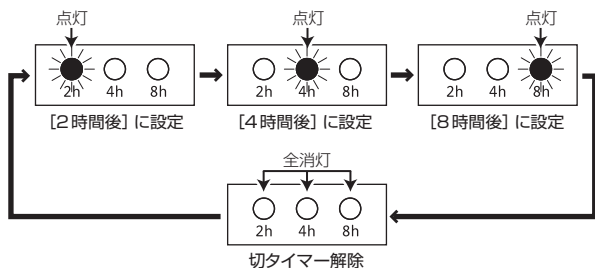 点灯 点灯 点灯
2h 4h 8h 2h 4h 8h 2h 4h 8h
[2時間後] に設定 [4時間後] に設定 [8時間後] に設定
全消灯
2h 4h 8h
切タイマー解除